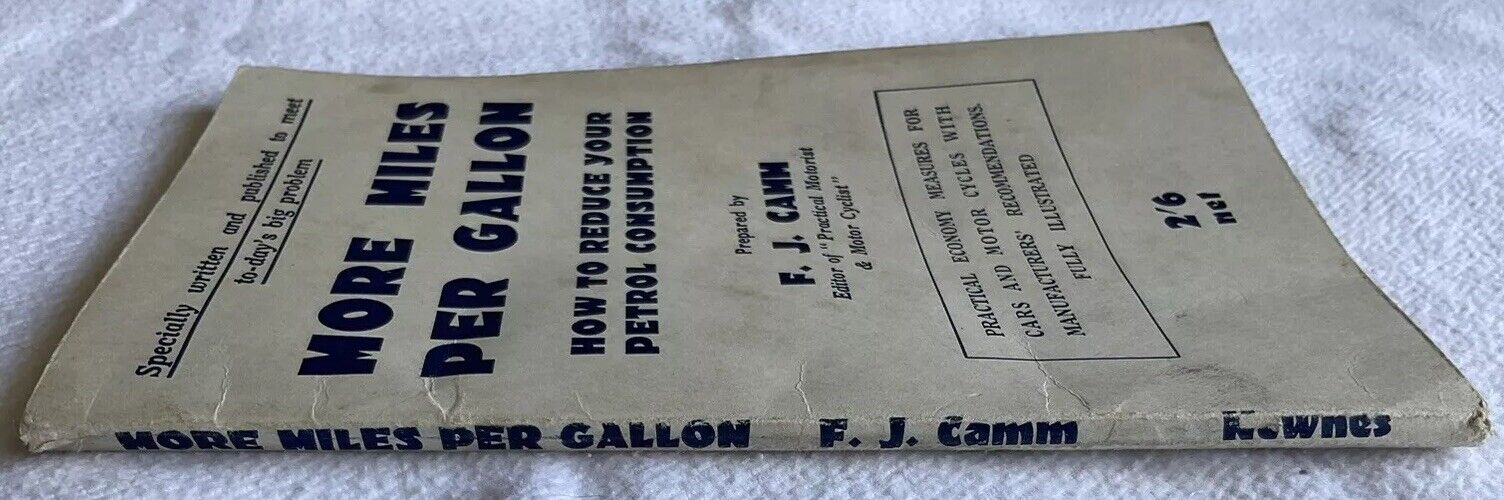 Specially written and published to meet
to-day's big problem
MORE MILES
PER GALLON
HOW TO REDUCE YOUR
PETROL CONSUMPTION
Prepared by
F. J. CAMM
Editor of "Practical Motorist
& Motor Cyclist"
PRACTICAL ECONOMY MEASURES FOR
CARS AND MOTOR CYCLES WITH
MANUFACTURERS' RECOMMENDATIONS.
FULLY ILLUSTRATED
2/6
net
MORE MILES PER GALLON F. J. Camm Newnes